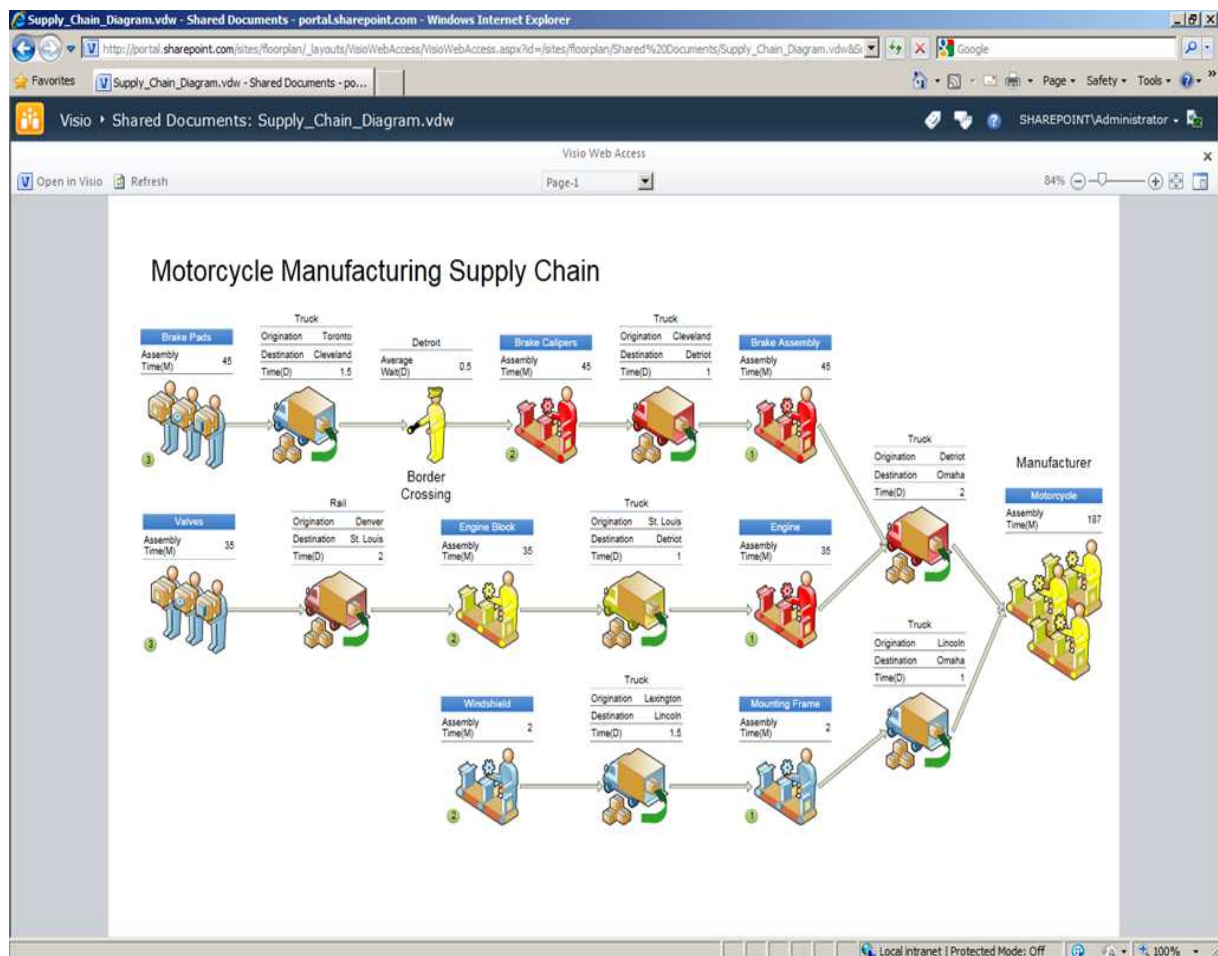 Supply_Chain_Diagram.vdw - Shared Documents - portal.sharepoint.com - Windows Internet Explorer
http://portal.sharepoint.com/sites/floorplan/_layouts/VisioWebAccess/VisioWebAccess.aspx?id=/sites/floorplan/Shared%20Documents/Supply_Chain_Diagram.vdw&
Google
Favorites
Supply_Chain_Diagram.vdw - Shared Documents - po...
Page
Safety
Tools
Visio
Shared Documents: Supply_Chain_Diagram.vdw
SHAREPOINT\Administrator
Visio Web Access
Open in Visio
Refresh
Page-1
84%
Motorcycle Manufacturing Supply Chain
Brake Pads
Assembly
Time(M) 45
3
Truck
Origination Toronto
Destination Cleveland
Time(D) 1.5
Detroit
Average
Wait(D) 0.5
Border
Crossing
Brake Calipers
Assembly
Time(M) 45
2
Truck
Origination Cleveland
Destination Detriot
Time(D) 1
Brake Assembly
Assembly
Time(M) 45
1
Truck
Origination Detriot
Destination Omaha
Time(D) 2
Manufacturer
Motorcycle
Assembly
Time(M) 187
Valves
Assembly
Time(M) 35
3
Rail
Origination Denver
Destination St. Louis
Time(D) 2
Engine Block
Assembly
Time(M) 35
2
Truck
Origination St. Louis
Destination Detriot
Time(D) 1
Engine
Assembly
Time(M) 35
1
Truck
Origination Lincoln
Destination Omaha
Time(D) 1
Windshield
Assembly
Time(M) 2
2
Truck
Origination Lexington
Destination Lincoln
Time(D) 1.5
Mounting Frame
Assembly
Time(M) 2
1
Local intranet | Protected Mode: Off
100%